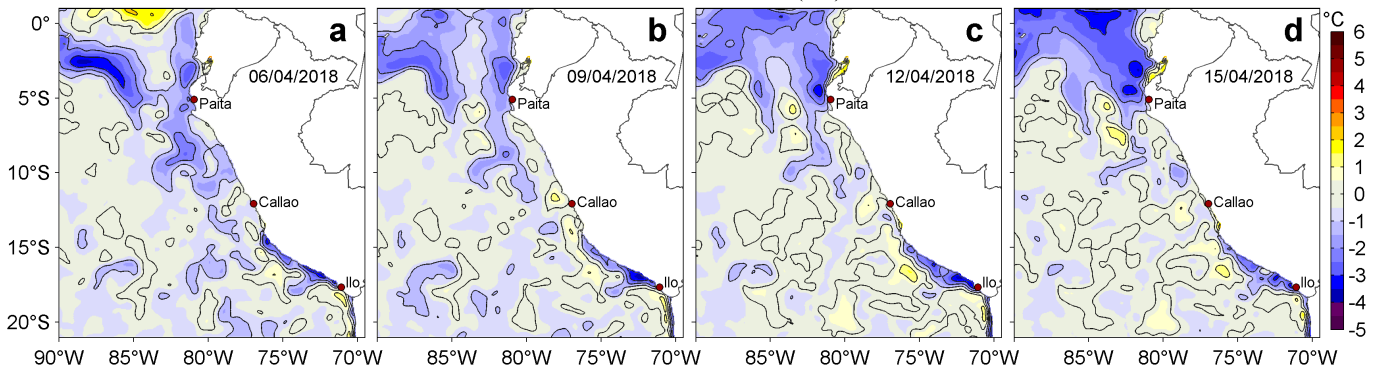 a b c d °C
06/04/2018 09/04/2018 12/04/2018 15/04/2018
0°
5°S
10°S
15°S
20°S
Paita Paita Paita Paita
Callao Callao Callao Callao
Ilo Ilo Ilo Ilo
90°W 85°W 80°W 75°W 70°W 85°W 80°W 75°W 70°W 85°W 80°W 75°W 70°W 85°W 80°W 75°W 70°W
6
5
4
3
2
1
0
-1
-2
-3
-4
-5